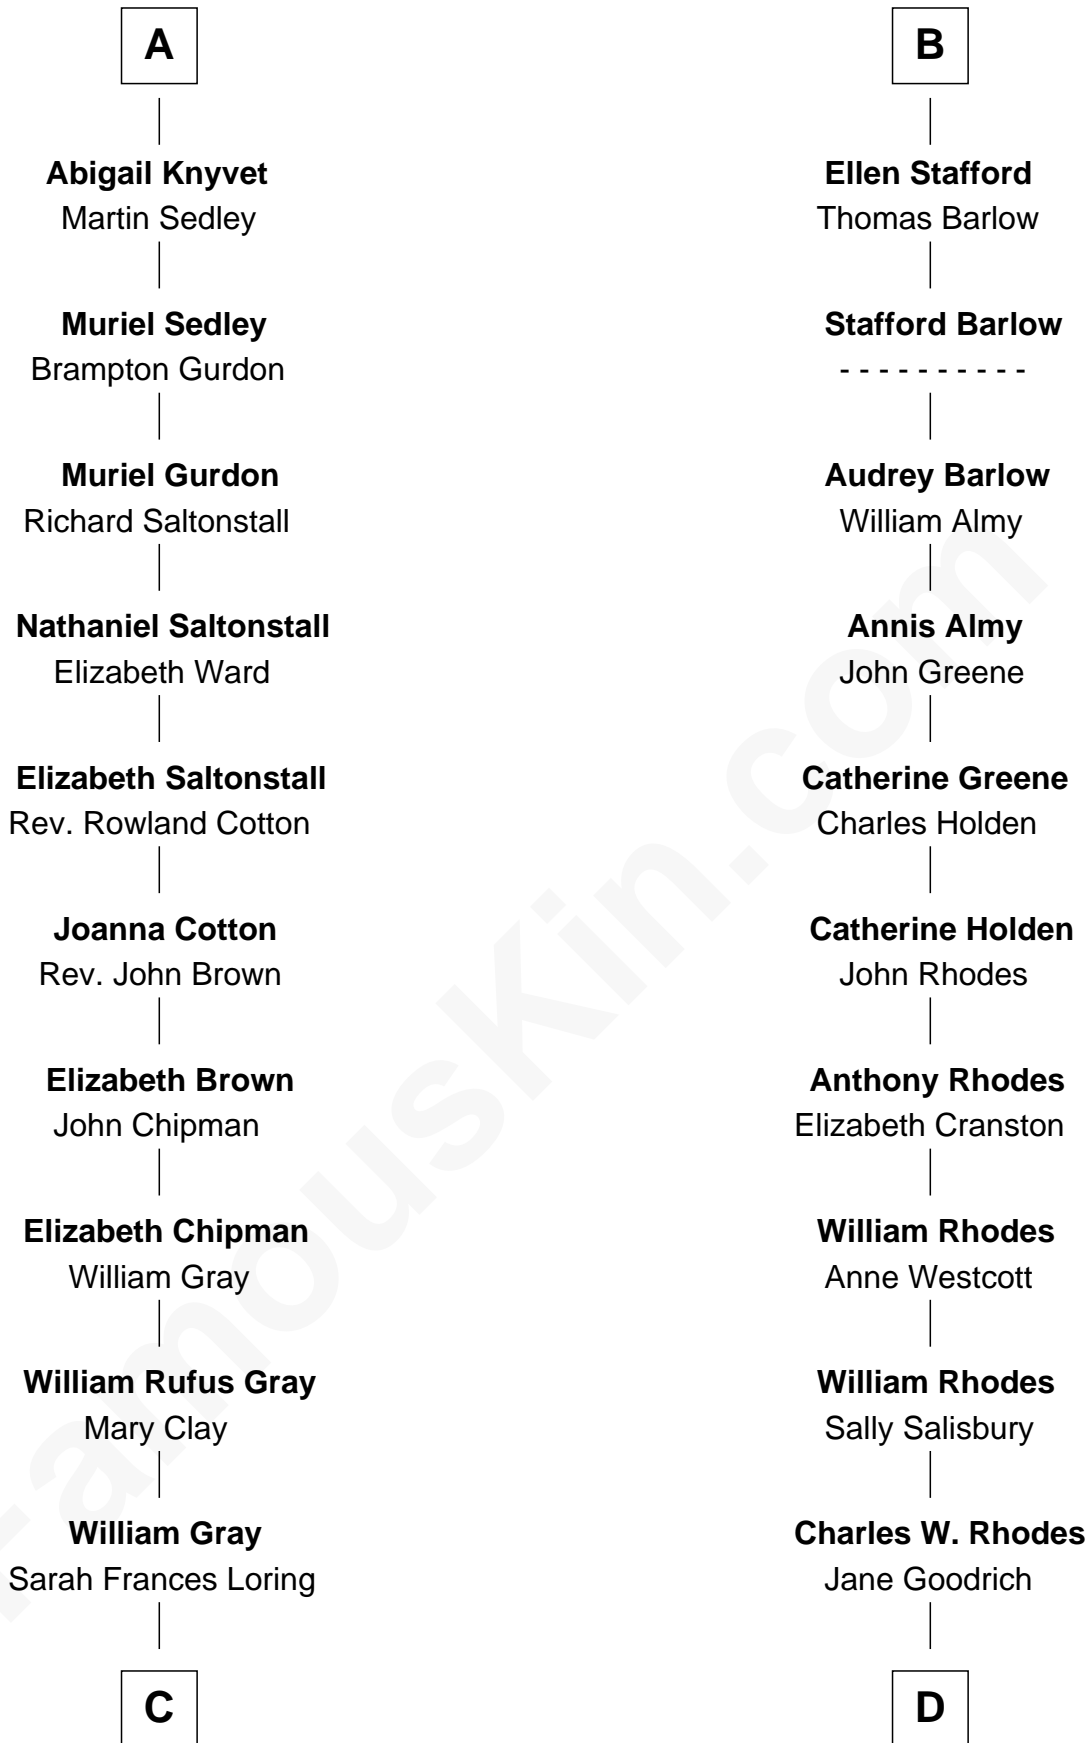 A
Abigail Knyvet
Martin Sedley
Muriel Sedley
Brampton Gurdon
Muriel Gurdon
Richard Saltonstall
Nathaniel Saltonstall
Elizabeth Ward
Elizabeth Saltonstall
Rev. Rowland Cotton
Joanna Cotton
Rev. John Brown
Elizabeth Brown
John Chipman
Elizabeth Chipman
William Gray
William Rufus Gray
Mary Clay
William Gray
Sarah Frances Loring
C
B
Ellen Stafford
Thomas Barlow
Stafford Barlow
- - - - - - - - - -
Audrey Barlow
William Almy
Annis Almy
John Greene
Catherine Greene
Charles Holden
Catherine Holden
John Rhodes
Anthony Rhodes
Elizabeth Cranston
William Rhodes
Anne Westcott
William Rhodes
Sally Salisbury
Charles W. Rhodes
Jane Goodrich
D
FamousKin.com